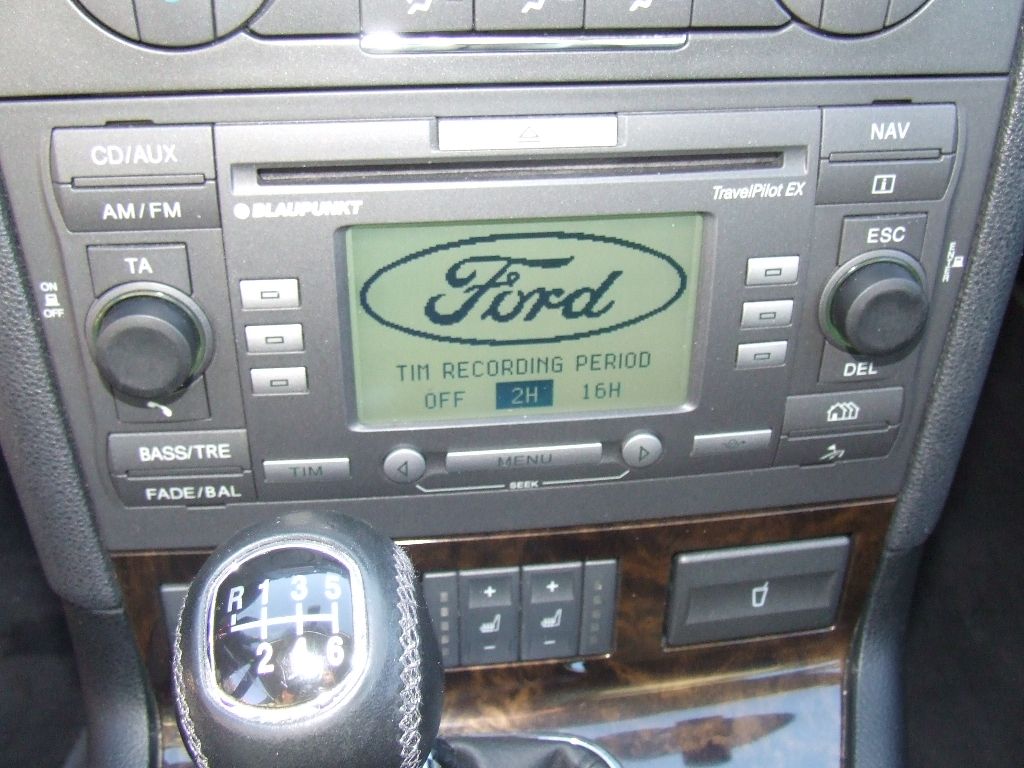 CD/AUX
NAV
AM/FM
BLAUPUNKT
TravelPilot EX
TA
ESC
ON
OFF
ENTER
Ford
TIM RECORDING PERIOD
OFF 2H 16H
DEL
BASS/TRE
TIM
MENU
FADE/BAL
SEEK
R 1 3 5
2 4 6
+ +
- -